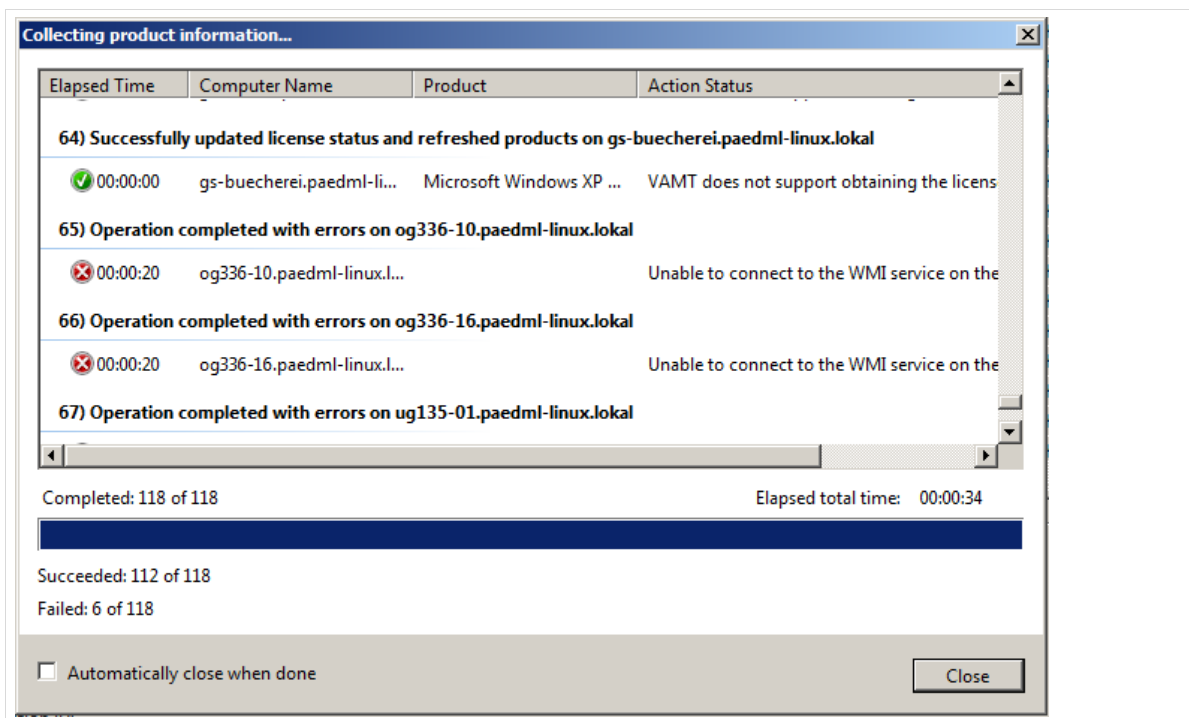 Collecting product information...
Elapsed Time Computer Name Product Action Status
64) Successfully updated license status and refreshed products on gs-buecherei.paedml-linux.lokal
00:00:00 gs-buecherei.paedml-li... Microsoft Windows XP ... VAMT does not support obtaining the licens
65) Operation completed with errors on og336-10.paedml-linux.lokal
00:00:20 og336-10.paedml-linux.l... Unable to connect to the WMI service on the
66) Operation completed with errors on og336-16.paedml-linux.lokal
00:00:20 og336-16.paedml-linux.l... Unable to connect to the WMI service on the
67) Operation completed with errors on ug135-01.paedml-linux.lokal
Completed: 118 of 118 Elapsed total time: 00:00:34
Succeeded: 112 of 118
Failed: 6 of 118
Automatically close when done Close